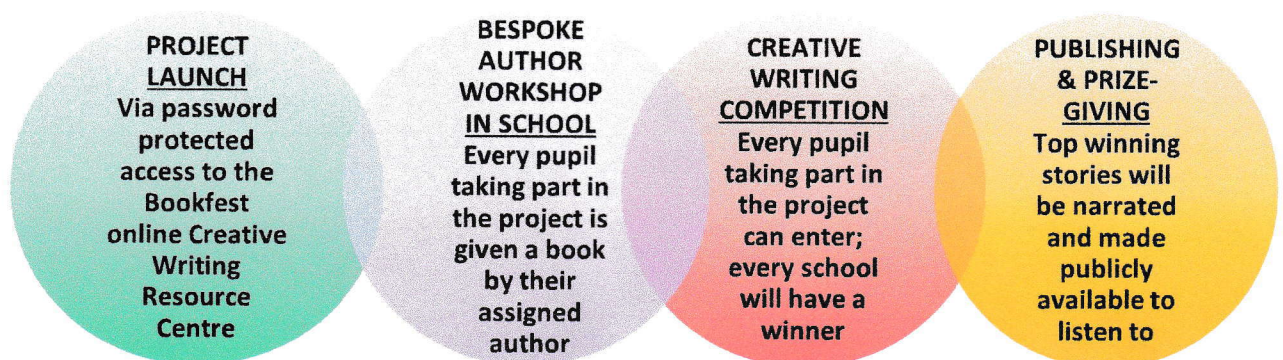 PROJECT
LAUNCH
Via password
protected
access to the
Bookfest
online Creative
Writing
Resource
Centre
BESPOKE
AUTHOR
WORKSHOP
IN SCHOOL
Every pupil
taking part in
the project is
given a book
by their
assigned
author
CREATIVE
WRITING
COMPETITION
Every pupil
taking part in
the project
can enter;
every school
will have a
winner
PUBLISHING
& PRIZE-
GIVING
Top winning
stories will
be narrated
and made
publicly
available to
listen to